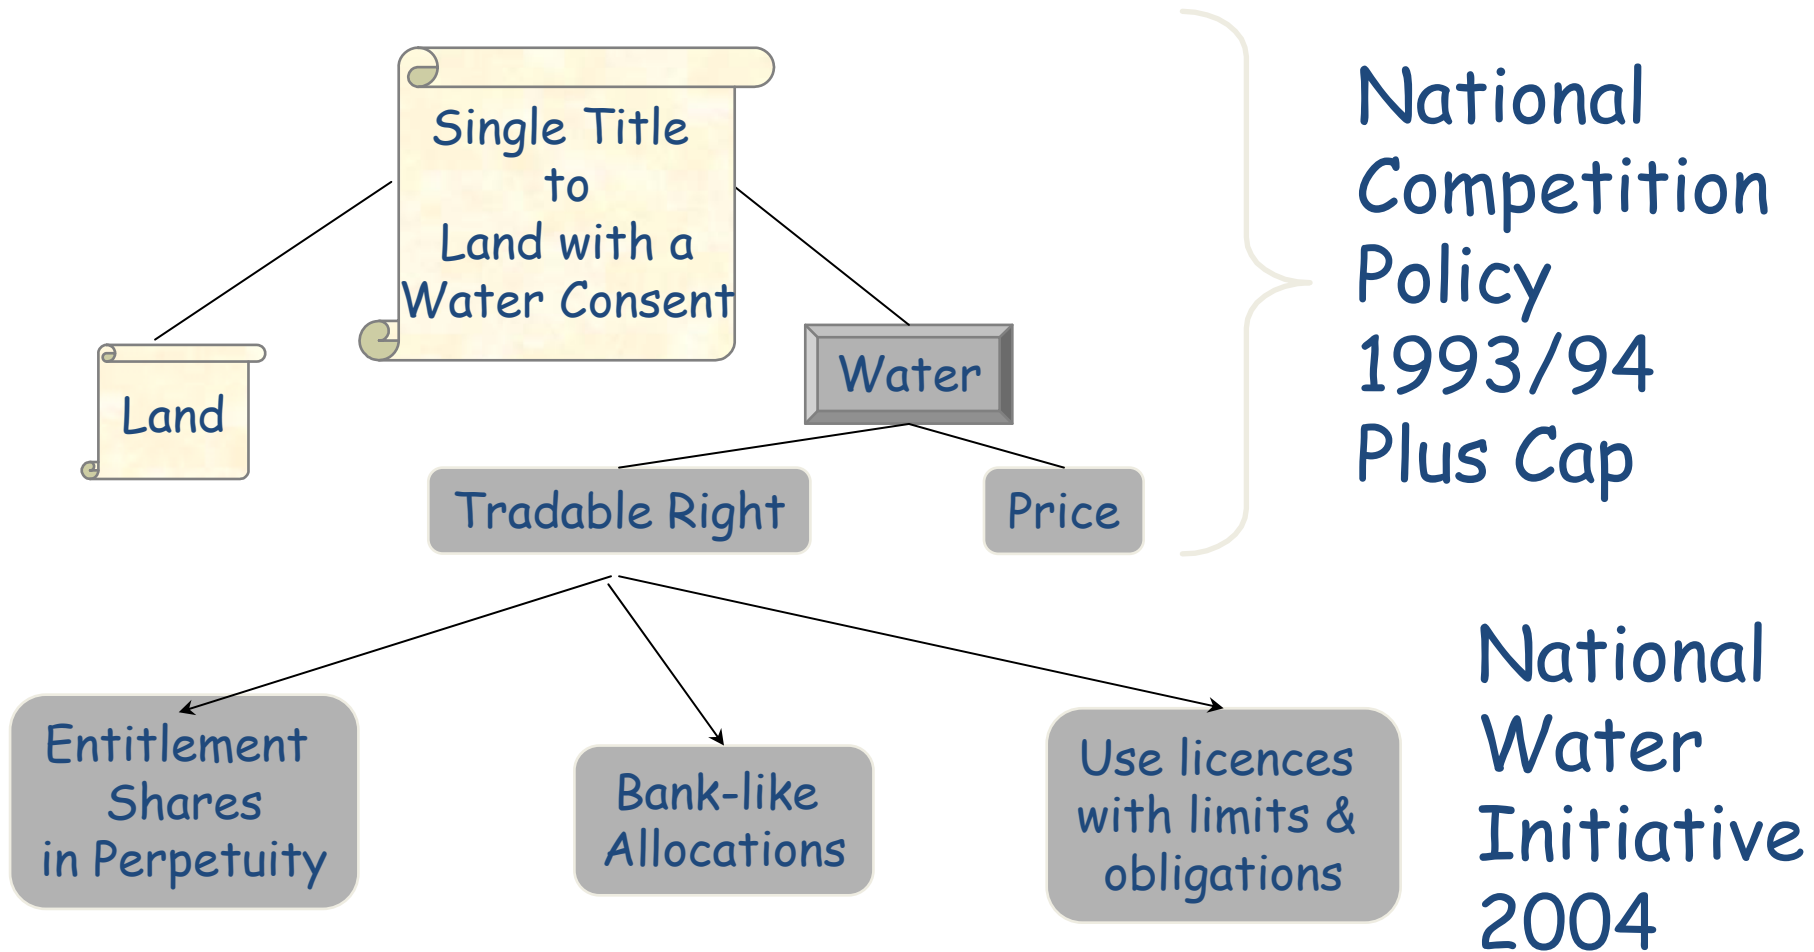 Single Title
to
Land with a
Water Consent
National
Competition
Policy
1993/94
Plus Cap
Land
Water
Tradable Right
Price
Entitlement
Shares
in Perpetuity
Bank-like
Allocations
Use licences
with limits &
obligations
National
Water
Initiative
2004